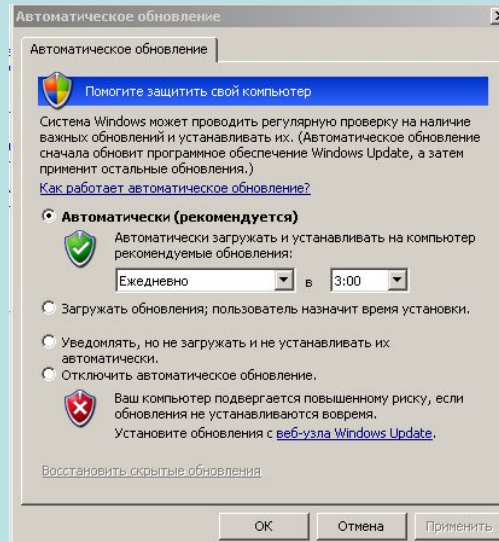 Автоматическое обновление
Автоматическое обновление
Помогите защитить свой компьютер
Система Windows может проводить регулярную проверку на наличие
важных обновлений и устанавливать их. (Автоматическое обновление
сначала обновит программное обеспечение Windows Update, а затем
применит остальные обновления.)
Как работает автоматическое обновление?
Автоматически (рекомендуется)
Автоматически загружать и устанавливать на компьютер
рекомендуемые обновления:
Ежедневно в 3:00
Загружать обновления; пользователь назначит время установки.
Уведомлять, но не загружать и не устанавливать их
автоматически.
Отключить автоматическое обновление.
Ваш компьютер подвергается повышенному риску, если
обновления не устанавливаются вовремя.
Установите обновления с веб-узла Windows Update.
Восстановить скрытые обновления
ОК Отмена Применить